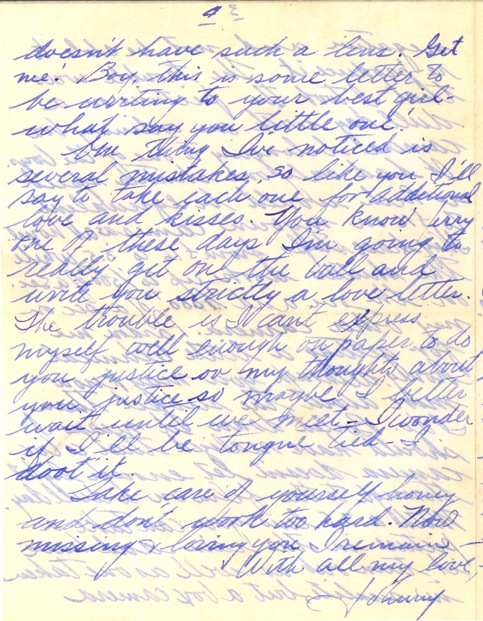 4
doesn't have such a line. Get
me. Boy, this is some letter to
be writing to your best girl-
what say you little one.
One thing I've noticed is
several mistakes, so like you I'll
say to take each one for additional
love and kisses. You know very
one of these days I'm going to
really get on the ball and
write you strictly a love letter.
The trouble is I can't express
myself well enough on paper to do
you justice or my thoughts about
you justice so maybe I better
wait until we meet - I wonder
if I'll be tongue tied - I
doot it.
Take care of yourself honey
and don't work too hard. Now
missing & loving you I remain -
With all my love,
Johnny